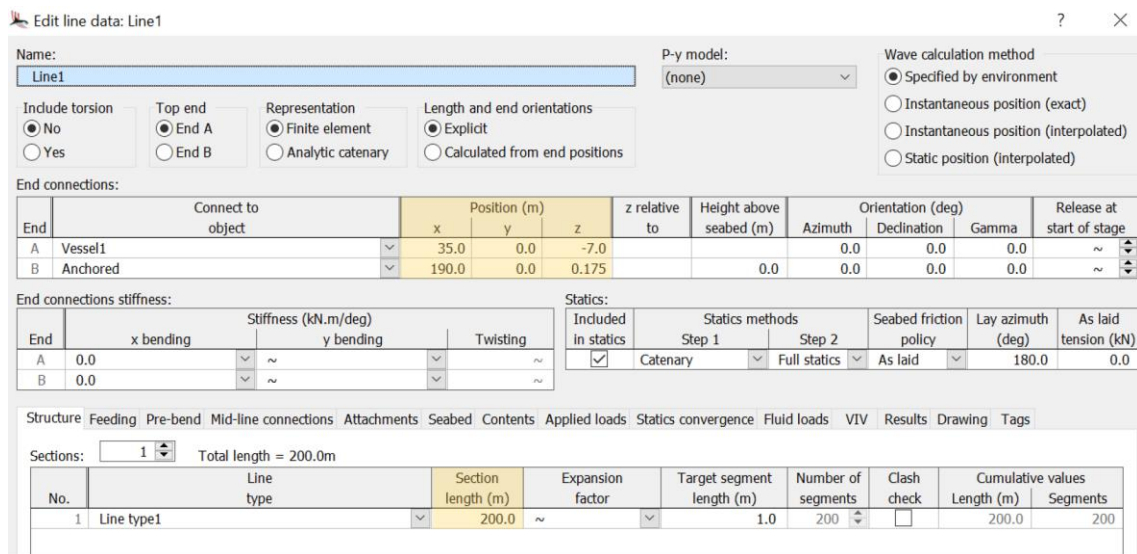 Edit line data: Line1 ? ×
Name: P-y model: Wave calculation method
Line1 (none) Specified by environment
Include torsion Top end Representation Length and end orientations Instantaneous position (exact)
No End A Finite element Explicit Instantaneous position (interpolated)
Yes End B Analytic catenary Calculated from end positions Static position (interpolated)
End connections:
Connect to Position (m) z relative Height above Orientation (deg) Release at
End object x y z to seabed (m) Azimuth Declination Gamma start of stage
A Vessel1 35.0 0.0 -7.0 0.0 0.0 0.0 ~
B Anchored 190.0 0.0 0.175 0.0 0.0 0.0 0.0 ~
End connections stiffness: Statics:
Stiffness (kN.m/deg) Included Statics methods Seabed friction Lay azimuth As laid
End x bending y bending Twisting in statics Step 1 Step 2 policy (deg) tension (kN)
A 0.0 ~ ~ Catenary Full statics As laid 180.0 0.0
B 0.0 ~ ~
Structure Feeding Pre-bend Mid-line connections Attachments Seabed Contents Applied loads Statics convergence Fluid loads VIV Results Drawing Tags
Sections: 1 Total length = 200.0m
Line Section Expansion Target segment Number of Clash Cumulative values
No. type length (m) factor length (m) segments check Length (m) Segments
1 Line type1 200.0 ~ 1.0 200 200.0 200